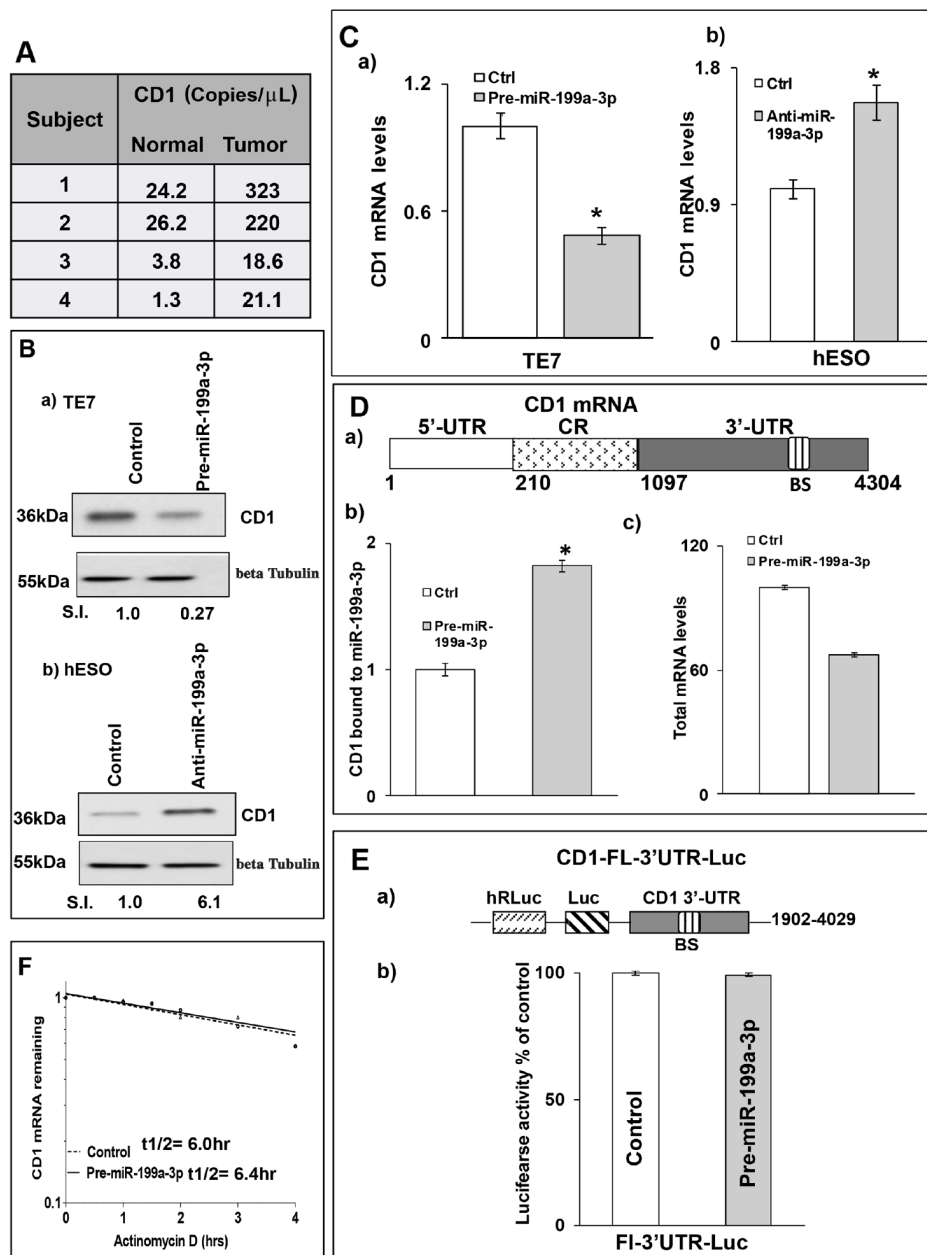 A
Subject
CD1 (Copies/μL)
Normal Tumor
1 24.2 323
2 26.2 220
3 3.8 18.6
4 1.3 21.1
B
a) TE7
Control
Pre-miR-199a-3p
36kDa
CD1
55kDa
beta Tubulin
S.I. 1.0 0.27
b) hESO
Control
Anti-miR-199a-3p
36kDa
CD1
55kDa
beta Tubulin
S.I. 1.0 6.1
C
a)
CD1 mRNA levels
1.2
0.6
0
Ctrl
Pre-miR-199a-3p
*
TE7
b)
CD1 mRNA levels
1.8
0.9
0
Ctrl
Anti-miR-
199a-3p
*
hESO
D
CD1 mRNA
a)
5'-UTR CR 3'-UTR
1 210 1097 BS 4304
b)
CD1 bound to miR-199a-3p
2
1
0
Ctrl
Pre-miR-
199a-3p
*
c)
Total mRNA levels
120
60
0
Ctrl
Pre-miR-199a-3p
E
CD1-FL-3'UTR-Luc
a)
hRLuc Luc CD1 3'-UTR
1902-4029
BS
b)
Lucifearse activity % of control
100
50
0
Control
Pre-miR-199a-3p
Fl-3'UTR-Luc
F
CD1 mRNA remaining
1
0.1
Control t1/2= 6.0hr
Pre-miR-199a-3p t1/2= 6.4hr
0 1 2 3 4
Actinomycin D (hrs)